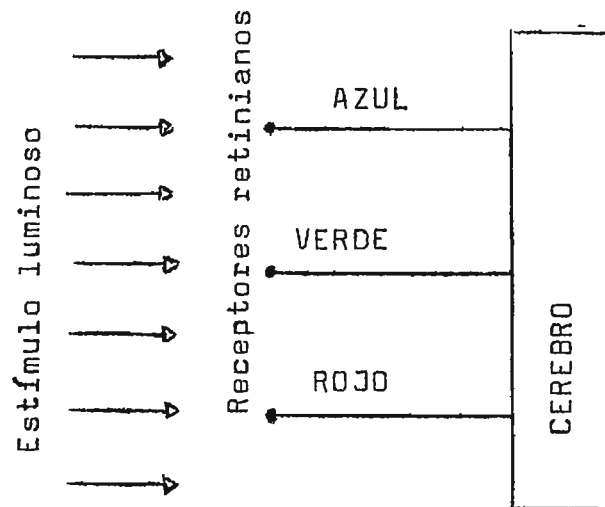 Estímulo luminoso
Receptores retinianos
AZUL
VERDE
ROJO
CEREBRO